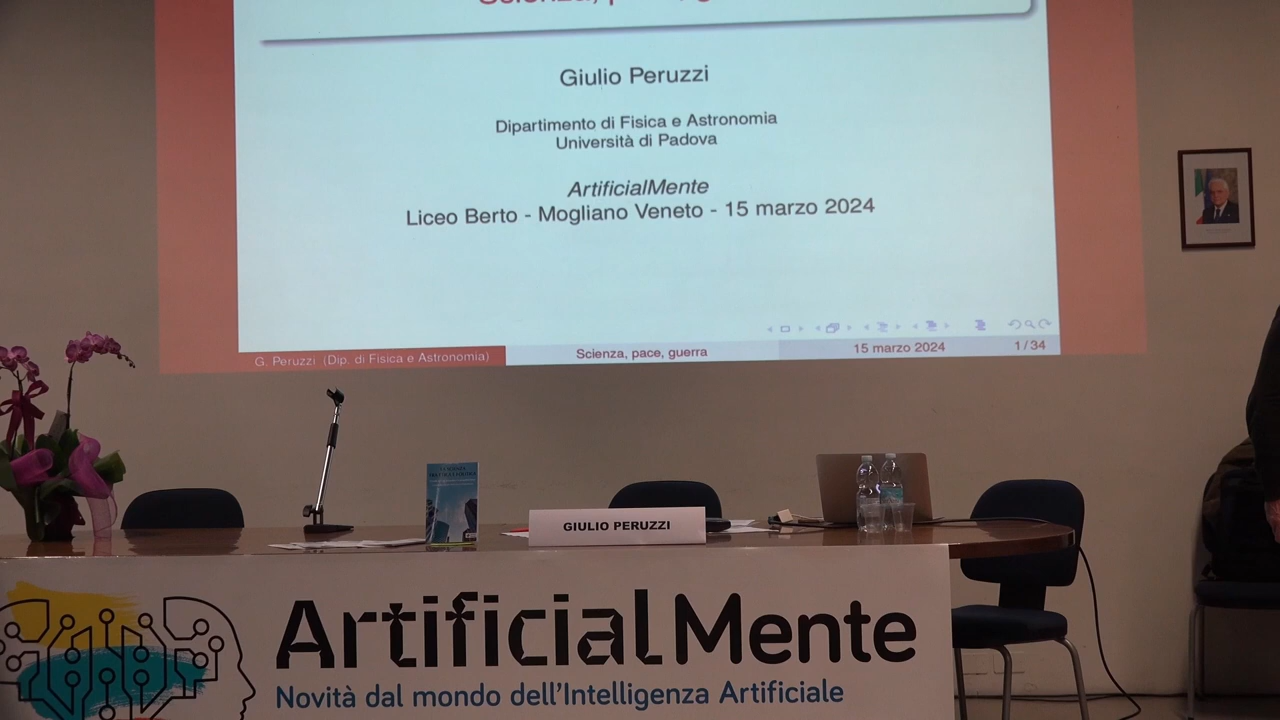 Giulio Peruzzi
Dipartimento di Fisica e Astronomia
Università di Padova
ArtificialMente
Liceo Berto - Mogliano Veneto - 15 marzo 2024
G. Peruzzi (Dip. di Fisica e Astronomia)
Scienza, pace, guerra
15 marzo 2024
1 / 34
GIULIO PERUZZI
ArtificialMente
Novità dal mondo dell'Intelligenza Artificiale